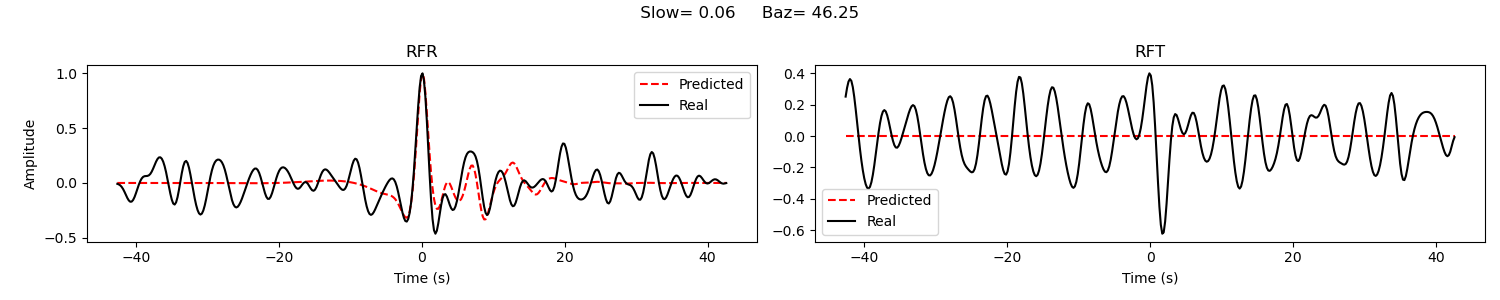 Slow= 0.06 Baz= 46.25
RFR
RFT
1.0
0.5
0.0
−0.5
Amplitude
Predicted
Real
−40 −20 0 20 40
Time (s)
0.4
0.2
0.0
−0.2
−0.4
−0.6
Predicted
Real
−40 −20 0 20 40
Time (s)